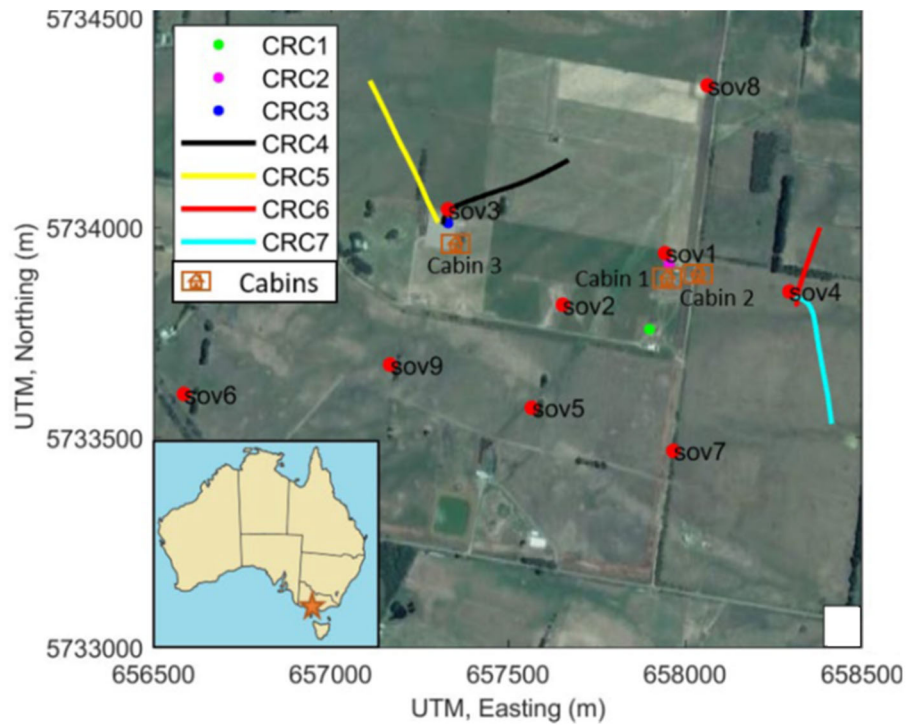 5734500
CRC1
CRC2
CRC3
CRC4
CRC5
CRC6
CRC7
Cabins
sov8
sov3
Cabin 3
5734000
sov1
Cabin 1
Cabin 2
sov4
sov2
sov9
sov6
sov5
5733500
sov7
5733000
656500
657000
657500
658000
658500
UTM, Easting (m)
UTM, Northing (m)